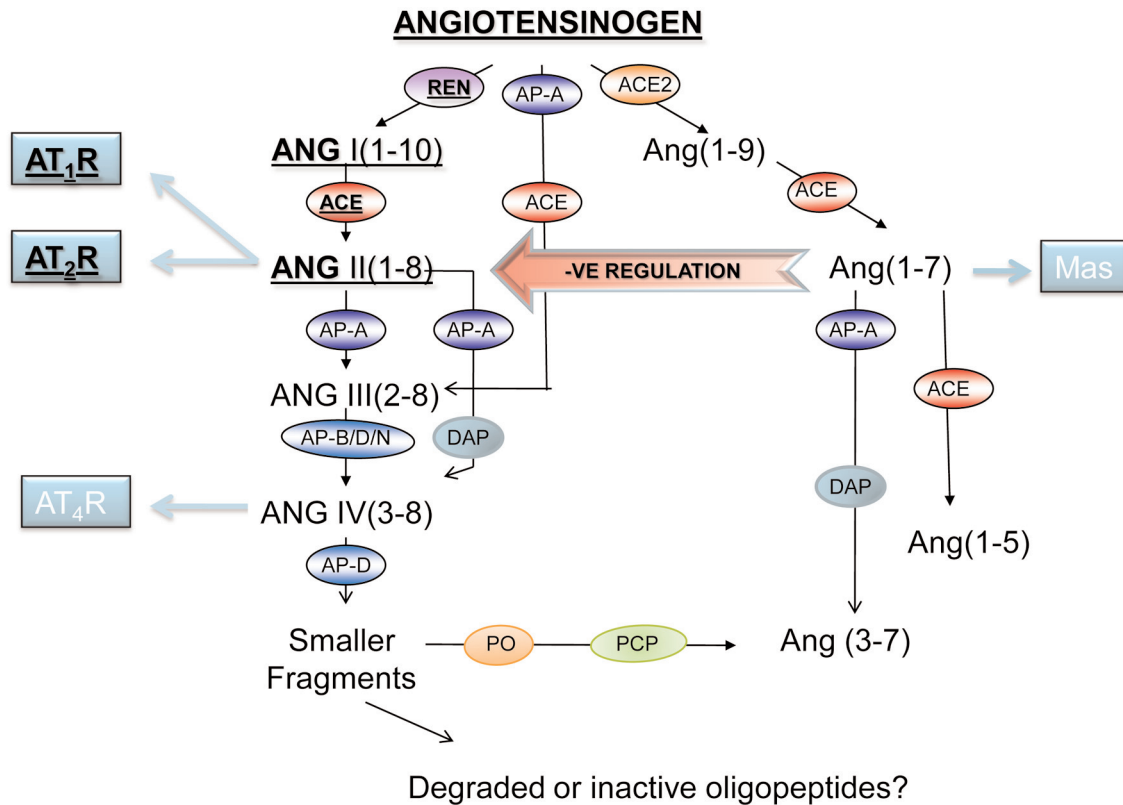 ANGIOTENSINOGEN
REN
AP-A
ACE2
ANG I(1-10)
Ang(1-9)
AT1R
ACE
ACE
ACE
AT2R
ANG II(1-8)
-VE REGULATION
Ang(1-7)
Mas
AP-A
AP-A
AP-A
ANG III(2-8)
ACE
AP-B/D/N
DAP
DAP
AT4R
ANG IV(3-8)
Ang(1-5)
AP-D
Smaller
Fragments
PO
PCP
Ang (3-7)
Degraded or inactive oligopeptides?